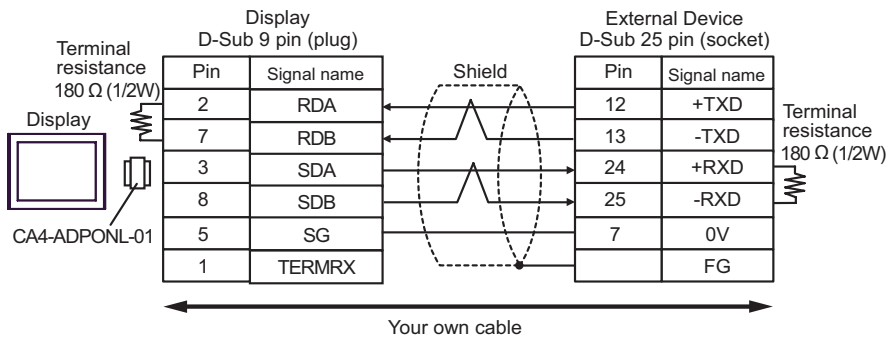 Display
D-Sub 9 pin (plug)
External Device
D-Sub 25 pin (socket)
Terminal
resistance
180 Ω (1/2W)
Display
CA4-ADPONL-01
Pin Signal name
2 RDA
7 RDB
3 SDA
8 SDB
5 SG
1 TERMRX
Shield
Pin Signal name
12 +TXD
13 -TXD
24 +RXD
25 -RXD
7 0V
FG
Terminal
resistance
180 Ω (1/2W)
Your own cable